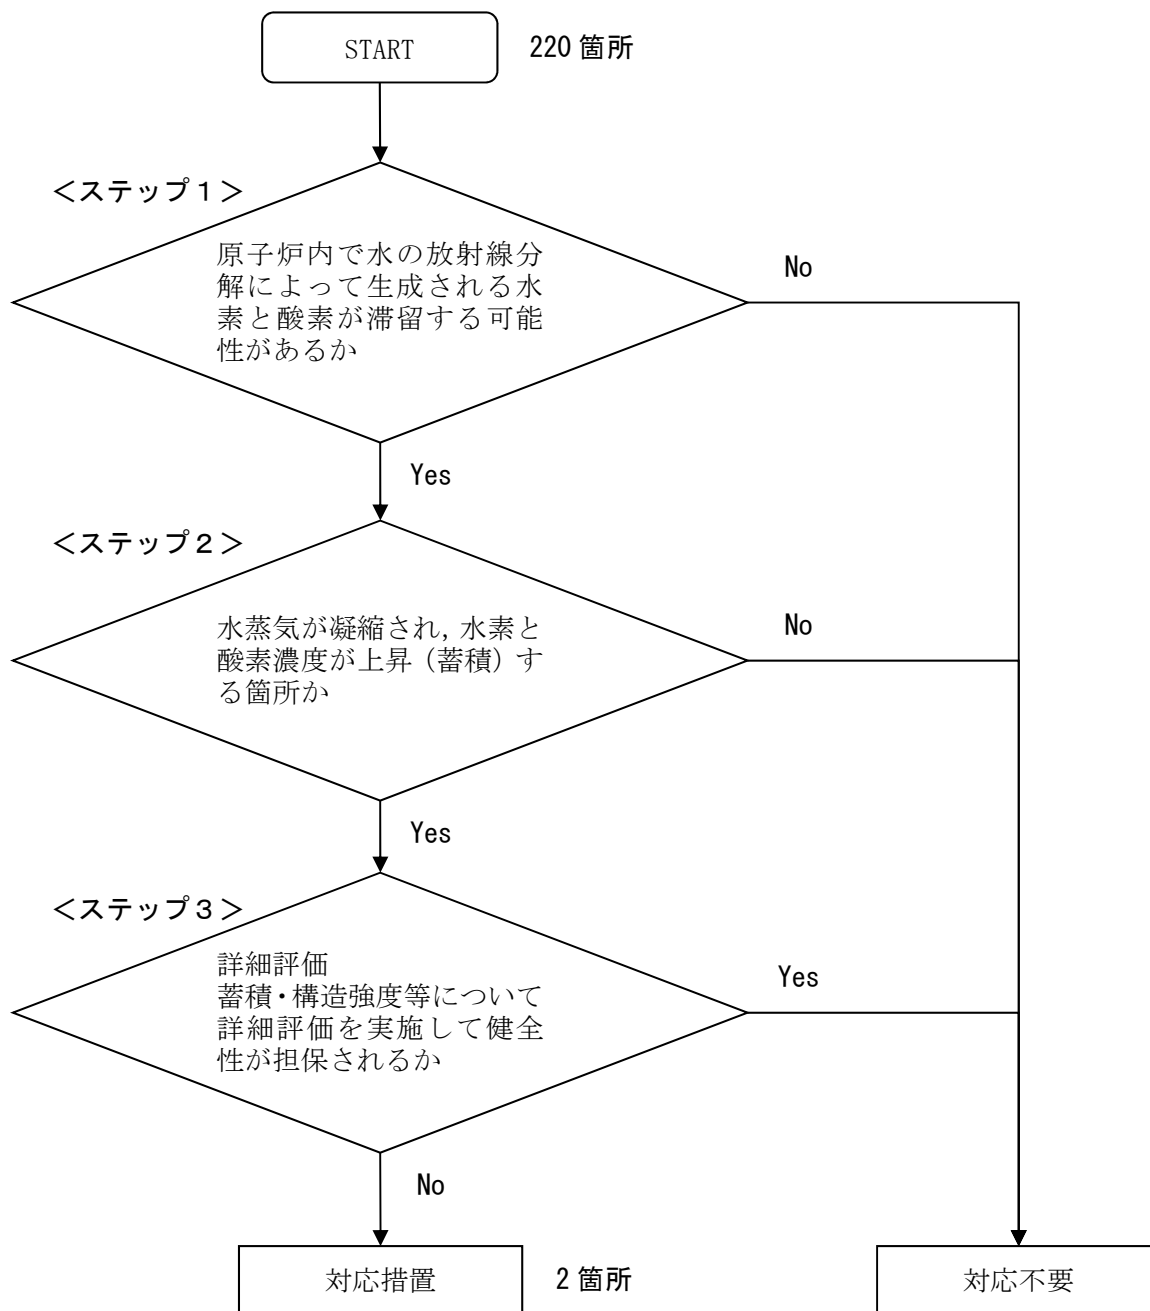 START
220 箇所
＜ステップ１＞
原子炉内で水の放射線分
解によって生成される水
素と酸素が滞留する可能
性があるか
No
Yes
＜ステップ２＞
水蒸気が凝縮され, 水素と
酸素濃度が上昇（蓄積）す
る箇所か
No
Yes
＜ステップ３＞
詳細評価
蓄積・構造強度等について
詳細評価を実施して健全
性が担保されるか
Yes
No
対応措置
2 箇所
対応不要